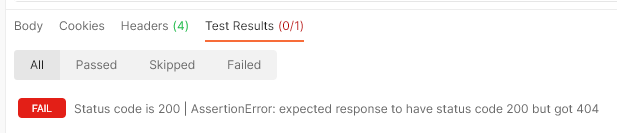 Body Cookies Headers (4) Test Results (0/1)
All Passed Skipped Failed
FAIL Status code is 200 | AssertionError: expected response to have status code 200 but got 404